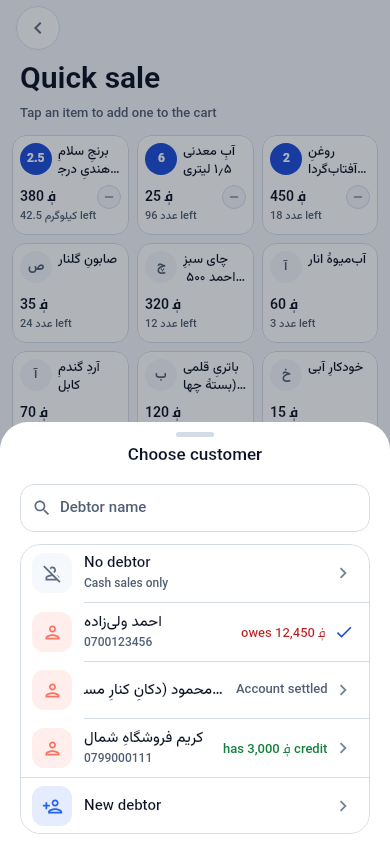 Quick sale
Tap an item to add one to the cart
2.5
برنجِ سلام
هندیِ درج...
380 ؋
42.5 کیلوگرم left
6
آبِ معدنی
۱٫۵ لیتری
25 ؋
96 عدد left
2
روغنِ
آفتاب‌گردا...
450 ؋
18 عدد left
ص
صابونِ گلنار
35 ؋
24 عدد left
چ
چای سبزِ
احمد ۵۰۰...
320 ؋
12 عدد left
آ
آب‌میوهٔ انار
60 ؋
3 عدد left
آ
آردِ گندم
کابل
70 ؋
ب
باتریِ قلمی
(بستهٔ چها...
120 ؋
خ
خودکارِ آبی
15 ؋
Choose customer
Debtor name
No debtor
Cash sales only
احمد ولی‌زاده
0700123456
owes 12,450 ؋
محمود (دکانِ کنارِ مس...
Account settled
کریم فروشگاهِ شمال
0799000111
has 3,000 ؋ credit
New debtor